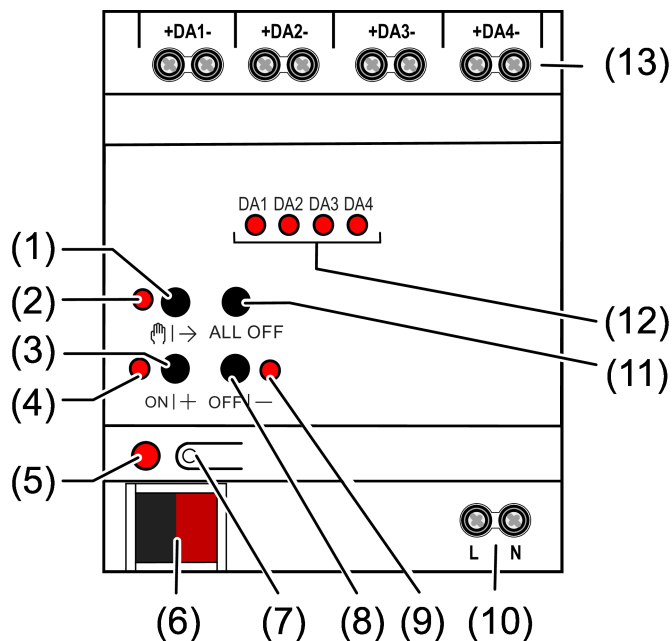 +DA1- +DA2- +DA3- +DA4-
(13)
DA1 DA2 DA3 DA4
(1)
(2)
(12)
| → ALL OFF
(3)
(11)
(4)
ON | + OFF | −
(5)
L N
(6) (7) (8) (9) (10)